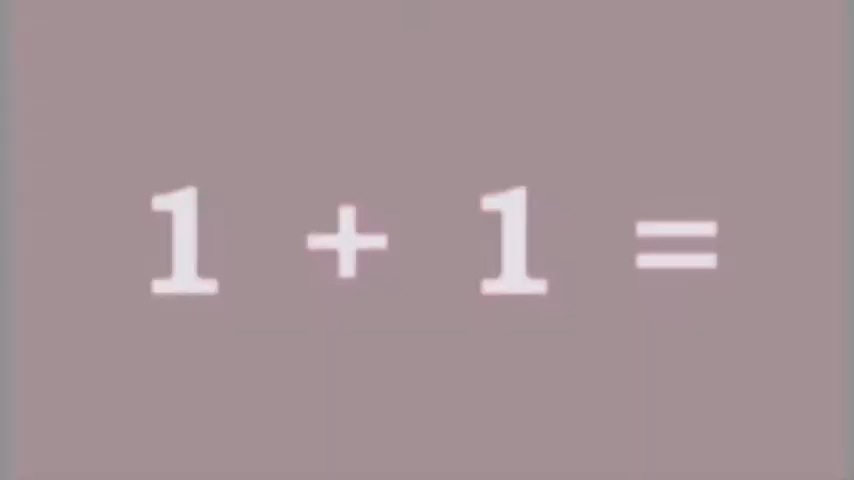 1 + 1 =